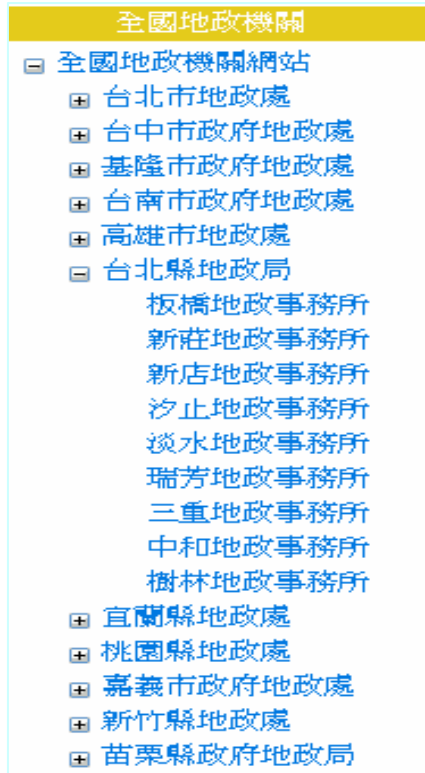 全國地政機關
全國地政機關網站
台北市地政處
台中市政府地政處
基隆市政府地政處
台南市政府地政處
高雄市地政處
台北縣地政局
板橋地政事務所
新莊地政事務所
新店地政事務所
汐止地政事務所
淡水地政事務所
瑞芳地政事務所
三重地政事務所
中和地政事務所
樹林地政事務所
宜蘭縣地政處
桃園縣地政處
嘉義市政府地政處
新竹縣地政處
苗栗縣政府地政局